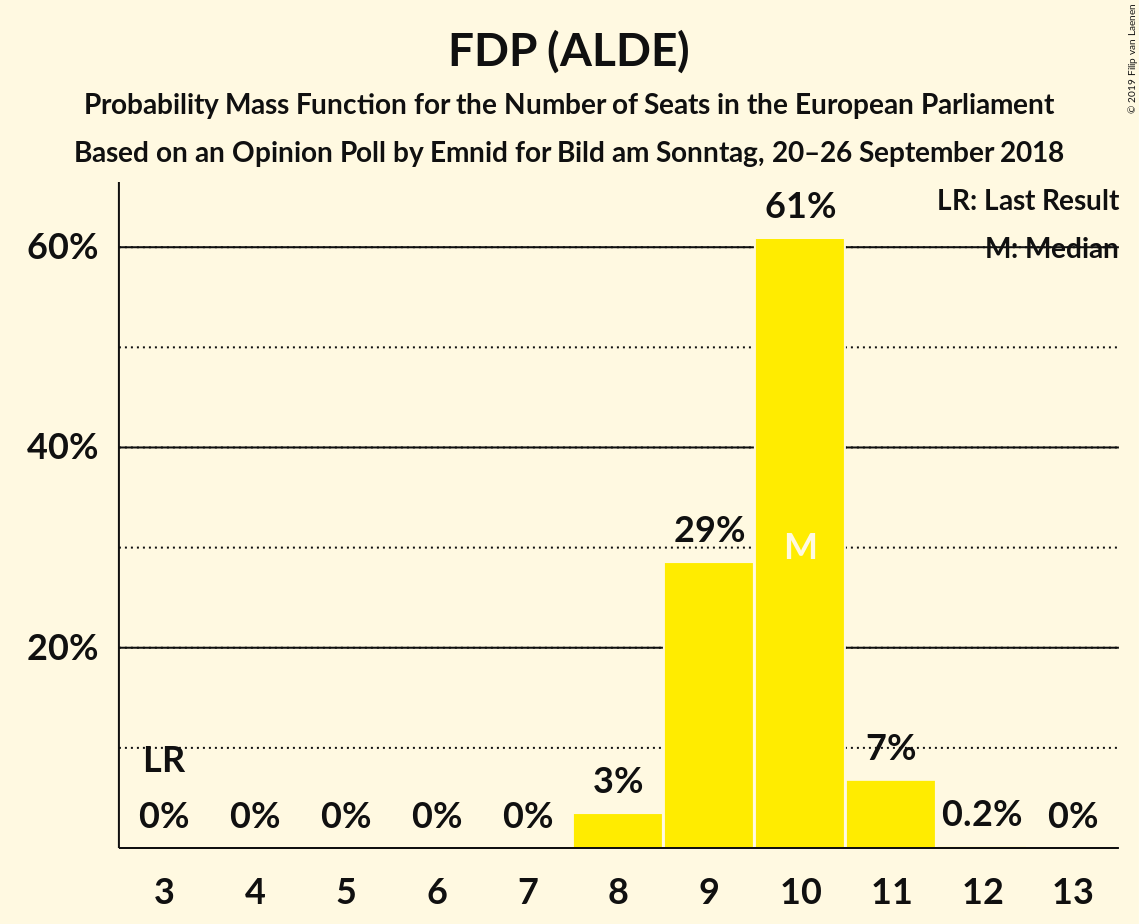 FDP (ALDE)
Probability Mass Function for the Number of Seats in the European Parliament
Based on an Opinion Poll by Emnid for Bild am Sonntag, 20–26 September 2018
© 2019 Filip van Laenen
LR: Last Result
M: Median
60%
40%
20%
LR
0% 0% 0% 0% 0% 3% 29% 61% 7% 0.2% 0%
M
3 4 5 6 7 8 9 10 11 12 13